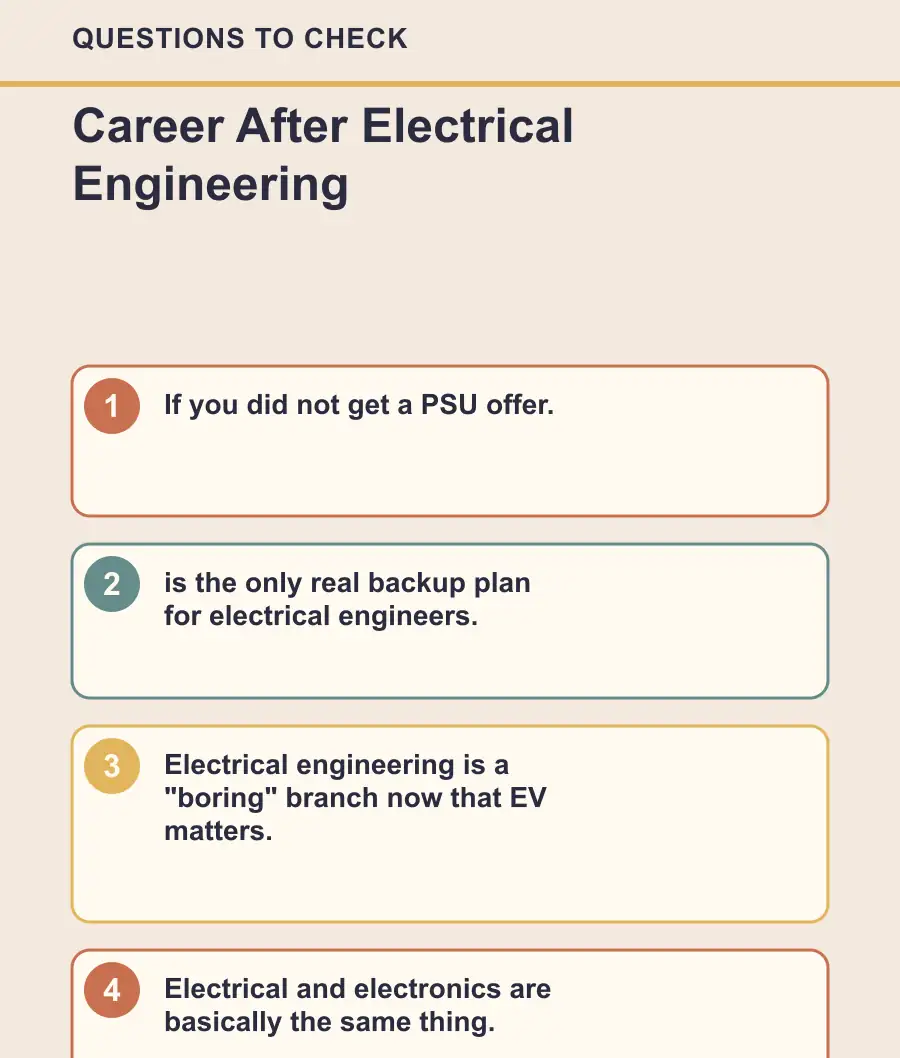 QUESTIONS TO CHECK
Career After Electrical
Engineering
1
If you did not get a PSU offer.
2
is the only real backup plan
for electrical engineers.
3
Electrical engineering is a
"boring" branch now that EV
matters.
4
Electrical and electronics are
basically the same thing.